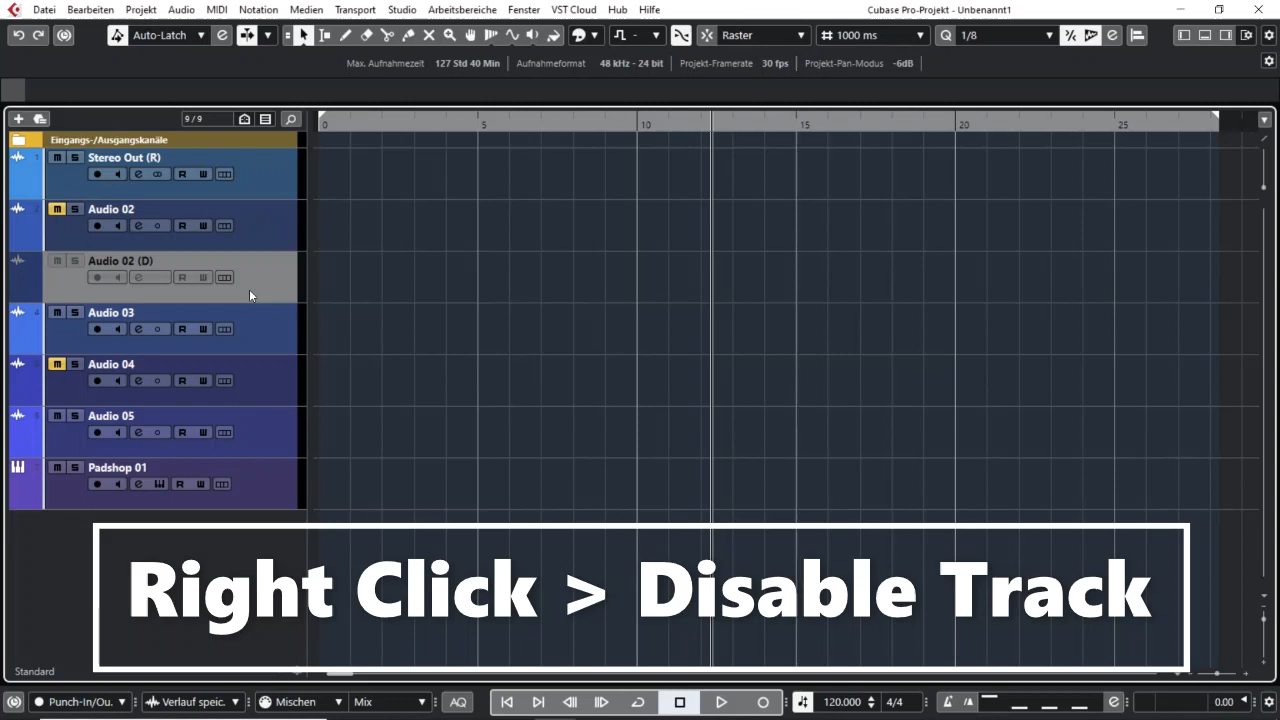 Datei Bearbeiten Projekt Audio MIDI Notation Medien Transport Studio Arbeitsbereiche Fenster VST Cloud Hub Hilfe Cubase Pro-Projekt - Unbenannt1
Auto-Latch Raster 1000 ms Q 1/8
Max. Aufnahmezeit 127 Std 40 Min Aufnahmeformat 48 kHz - 24 bit Projekt-Framerate 30 fps Projekt-Pan-Modus -6dB
9 / 9 0 5 10 15 20 25
Eingangs-/Ausgangskanäle
1 M S Stereo Out (R)
e R W
2 M S Audio 02
e R W
M S Audio 02 (D)
e R W
4 M S Audio 03
e R W
M S Audio 04
e R W
M S Audio 05
e R W
M S Padshop 01
e R W
Right Click > Disable Track
Standard
Punch-In/Ou. Verlauf speic. Mischen Mix AQ 120.000 4/4 e 0.00